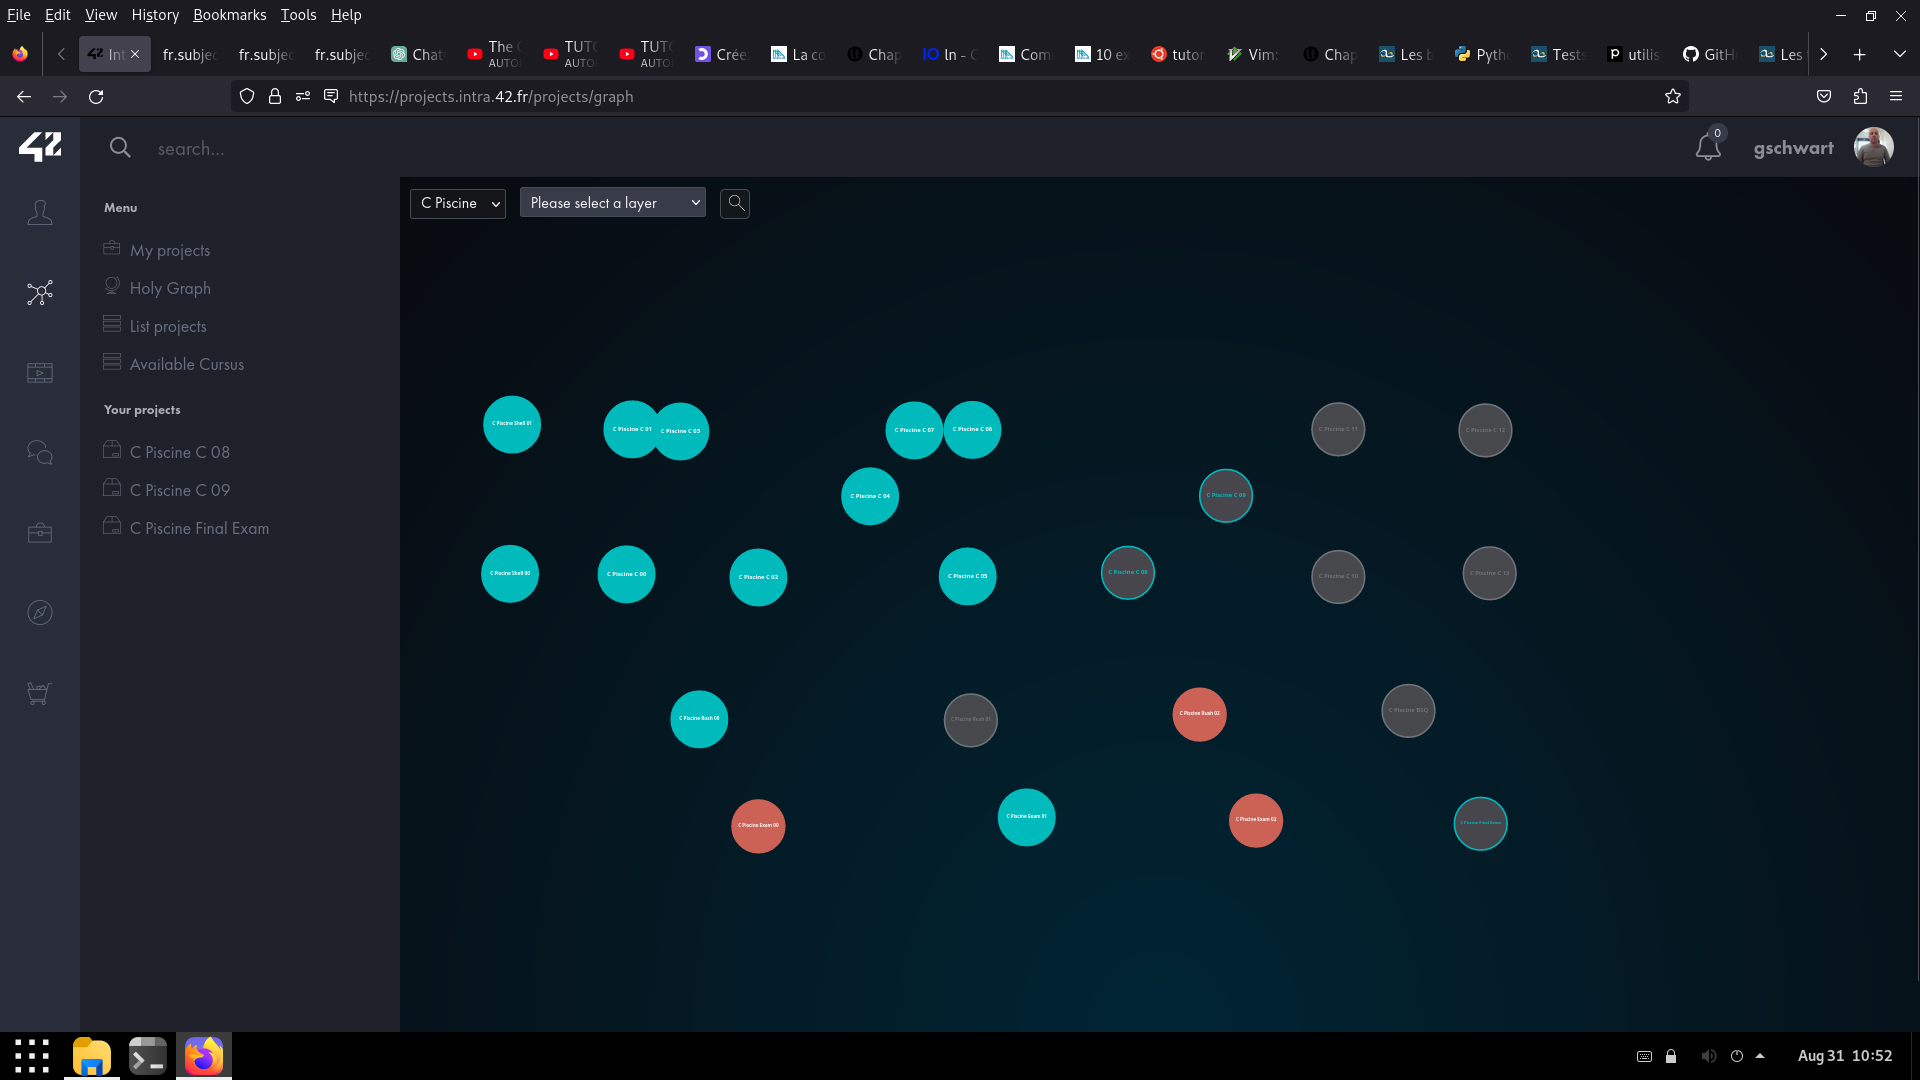 File Edit View History Bookmarks Tools Help
Int
fr.subjec
fr.subjec
fr.subjec
Chat
The
AUTO
TUT
AUTO
TUT
AUTO
Crée
La co
Chap
ln -
Com
10 ex
tutor
Vim:
Chap
Les b
Pyth
Tests
utilis
GitH
Les
https://projects.intra.42.fr/projects/graph
42
search...
0
gschwart
Menu
My projects
Holy Graph
List projects
Available Cursus
Your projects
C Piscine C 08
C Piscine C 09
C Piscine Final Exam
C Piscine
Please select a layer
C Piscine Shell 01
C Piscine C 01
C Piscine C 03
C Piscine C 07
C Piscine C 06
C Piscine C 11
C Piscine C 12
C Piscine C 04
C Piscine C 09
C Piscine Shell 00
C Piscine C 00
C Piscine C 02
C Piscine C 05
C Piscine C 08
C Piscine C 10
C Piscine C 13
C Piscine Rush 00
C Piscine Rush 01
C Piscine Rush 02
C Piscine BSQ
C Piscine Exam 00
C Piscine Exam 01
C Piscine Exam 02
C Piscine Final Exam
Aug 31 10:52